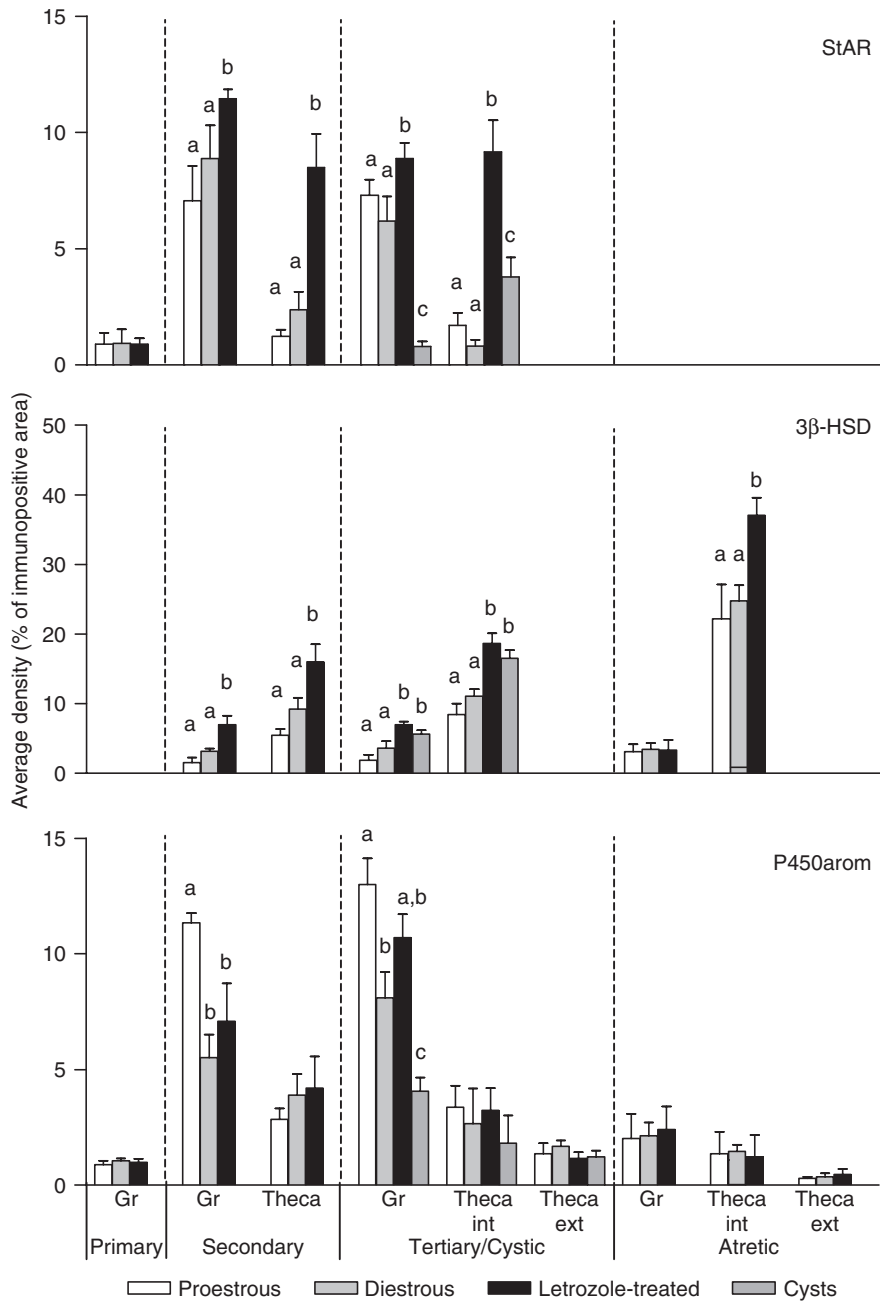 15
StAR
b
a
a
b
10
b
b
a
a
5
c
a
a
a
a
c
0
Average density (% of immunopositive area)
50
3β-HSD
b
40
30
a a
20
b
b
b
a
a
a
a
10
b
b
a
a
a
a
0
15
P450arom
a
a
a,b
10
b
b
b
5
c
0
Gr
Gr
Theca
Gr
Theca
int
Theca
ext
Gr
Theca
int
Theca
ext
Primary
Secondary
Tertiary/Cystic
Atretic
Proestrous
Diestrous
Letrozole-treated
Cysts